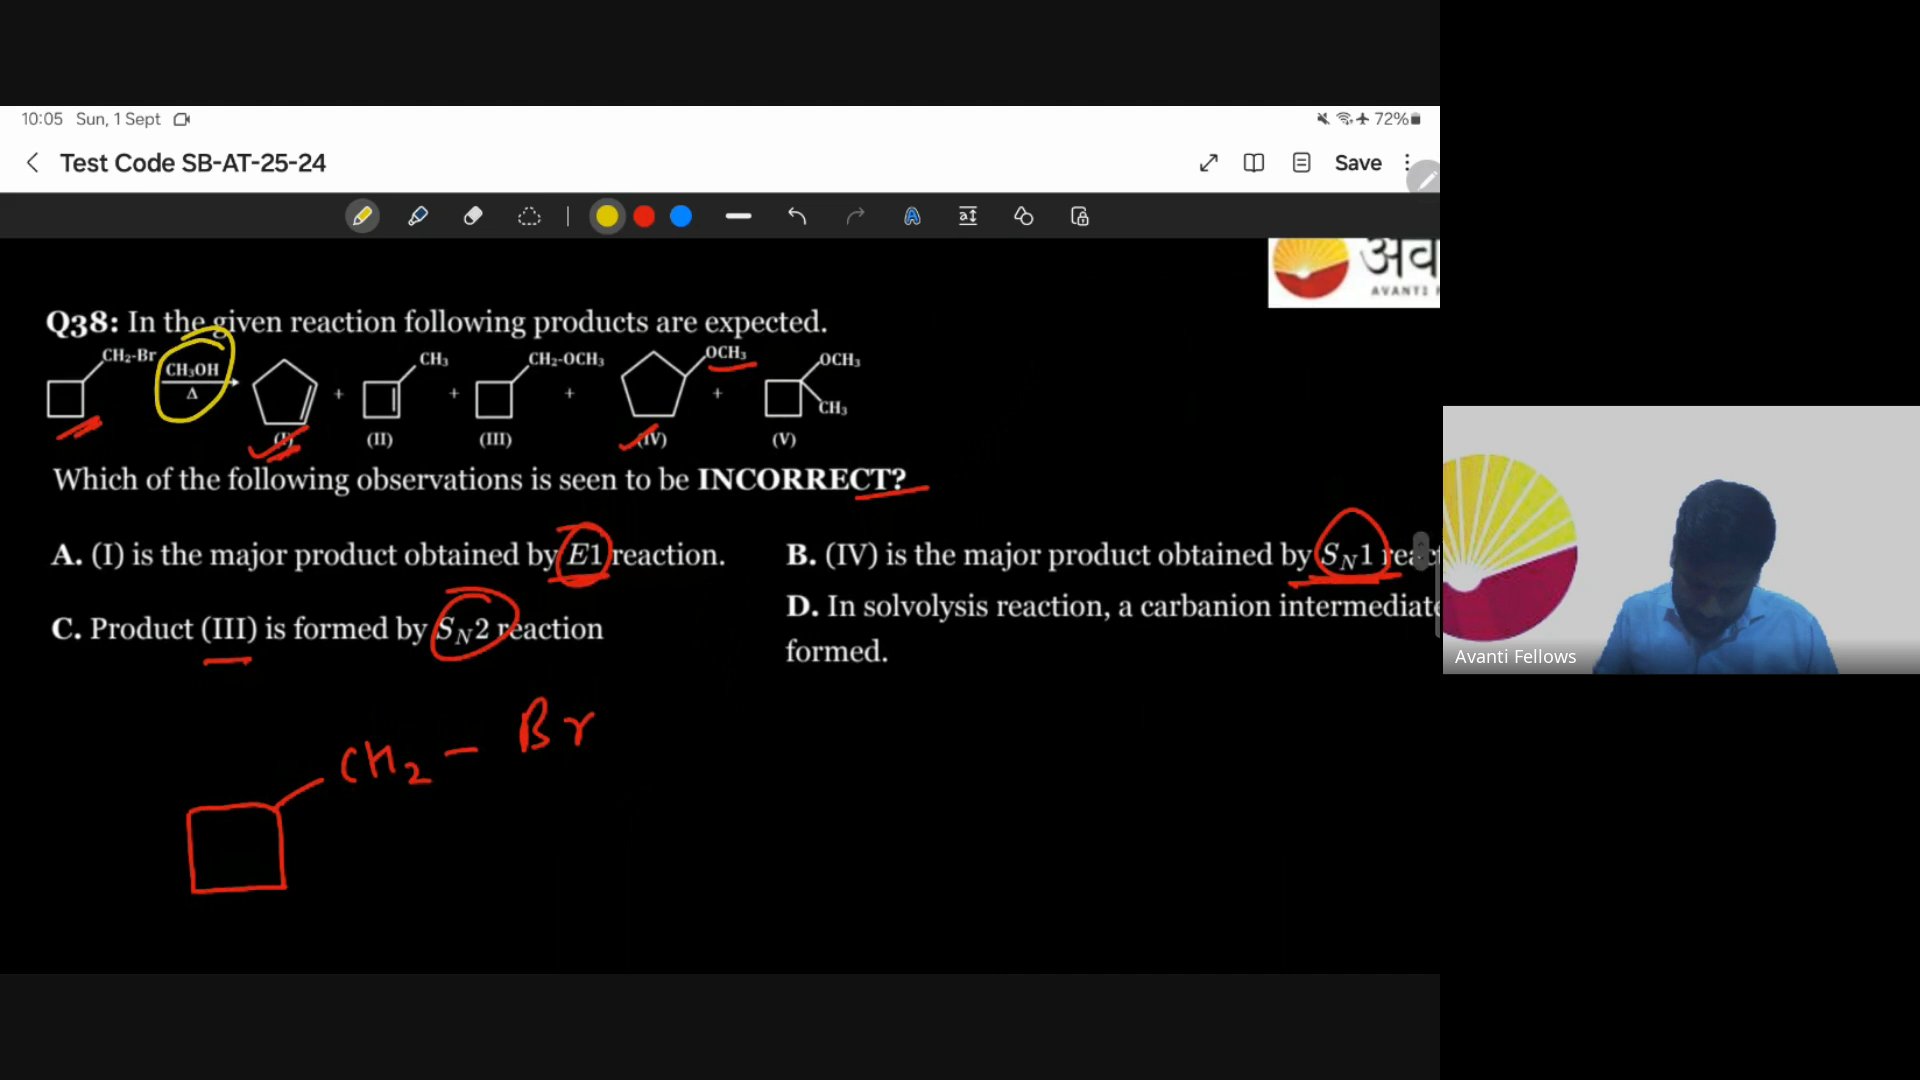 10:05 Sun, 1 Sept 72%
Test Code SB-AT-25-24 Save
अव
AVANTI
Q38: In the given reaction following products are expected.
CH₂-Br CH₃OH Δ + CH₃ + CH₂-OCH₃ + OCH₃ + OCH₃ CH₃
(I) (II) (III) (IV) (V)
Which of the following observations is seen to be INCORRECT?
A. (I) is the major product obtained by E1 reaction.
B. (IV) is the major product obtained by S_N1 reac
C. Product (III) is formed by S_N2 reaction
D. In solvolysis reaction, a carbanion intermediate
formed.
CH₂ – Br
Avanti Fellows